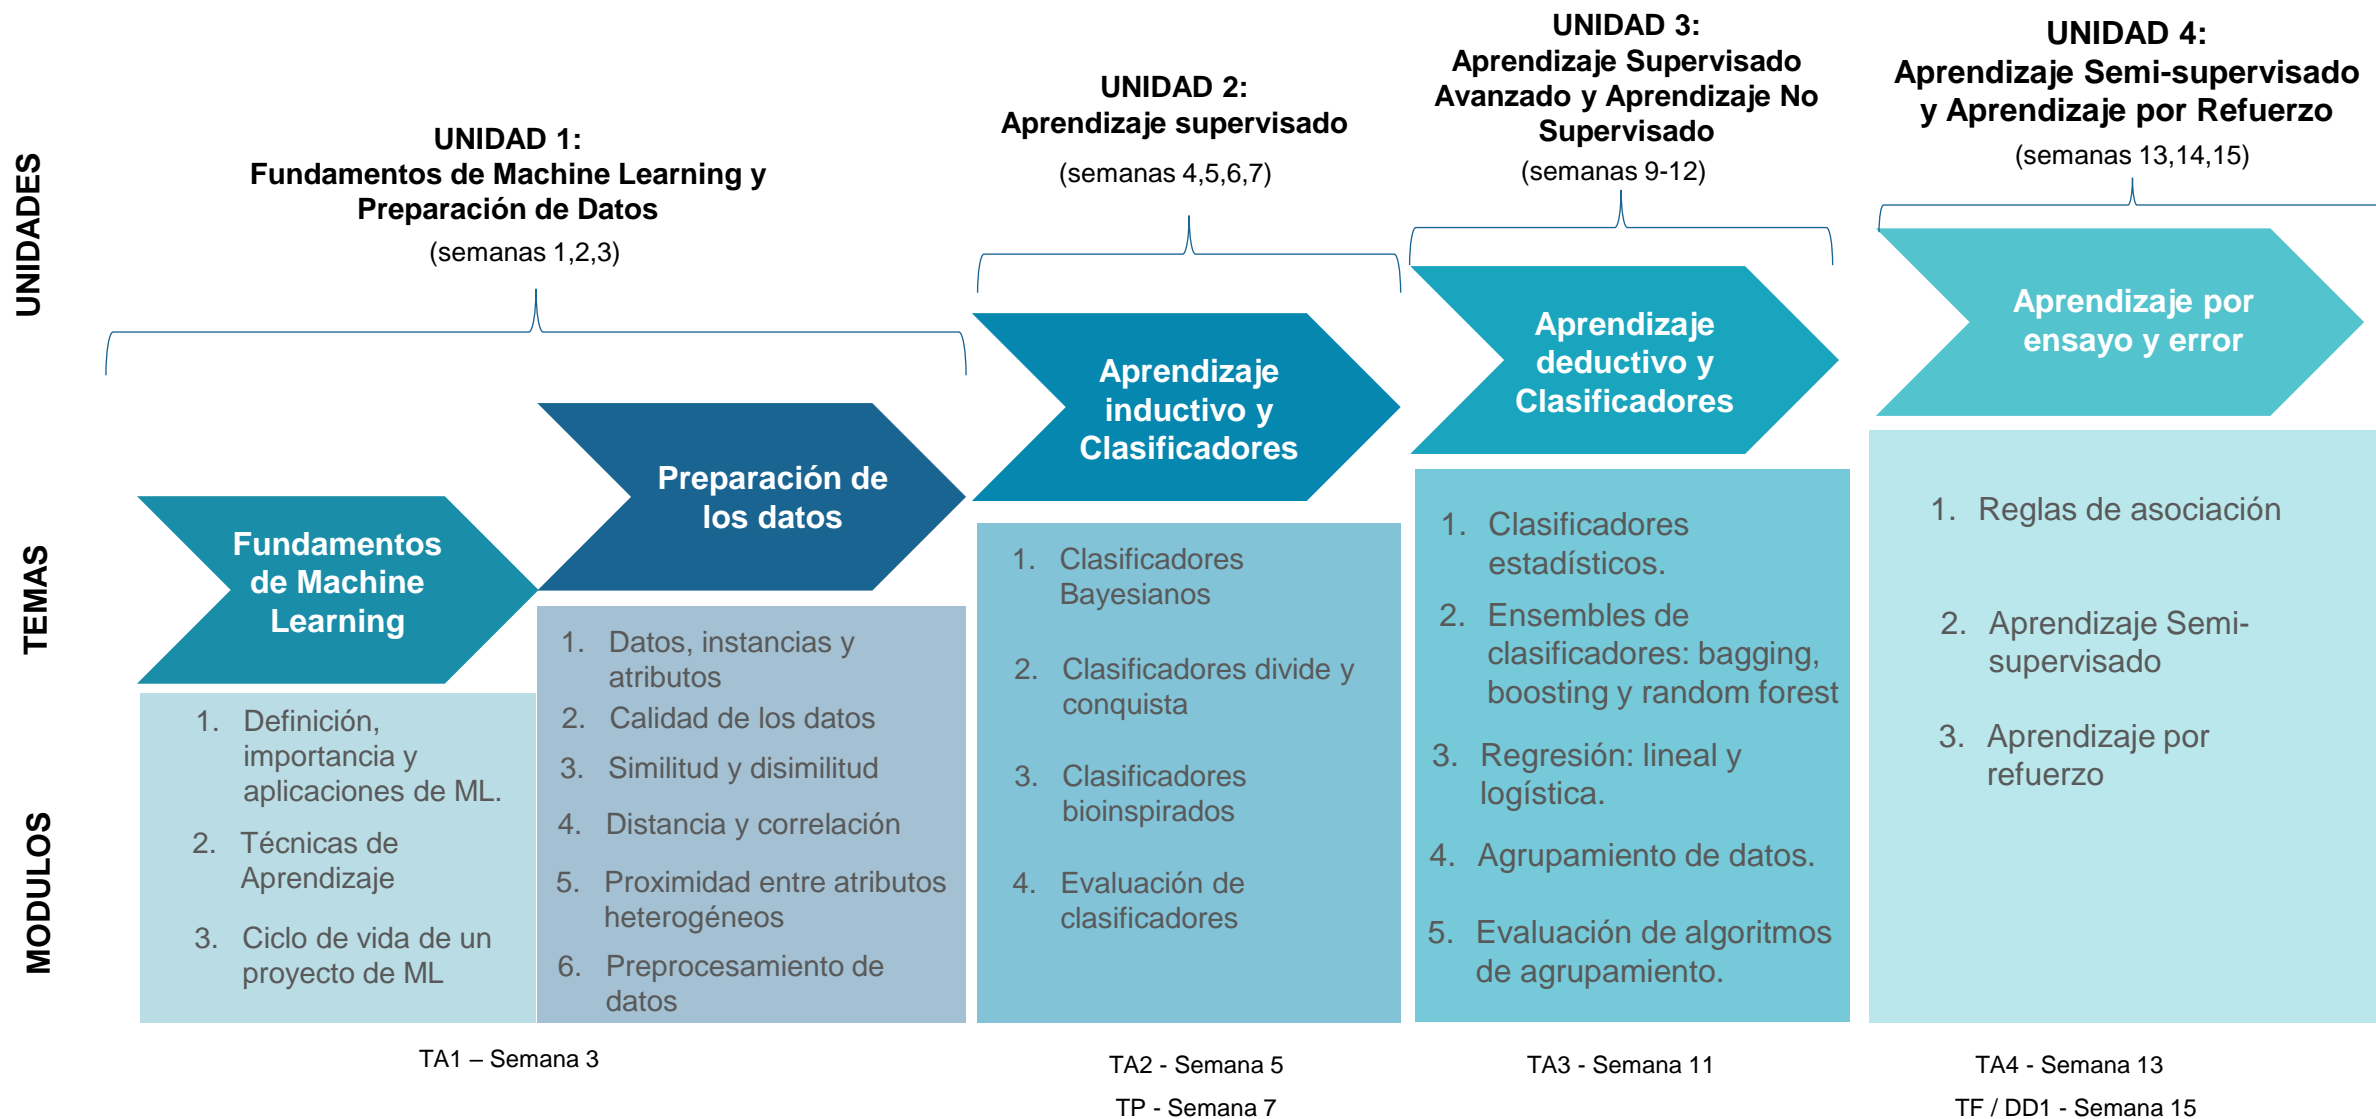 UNIDADES
TEMAS
MODULOS
UNIDAD 1:
Fundamentos de Machine Learning y
Preparación de Datos
(semanas 1,2,3)
Fundamentos
de Machine
Learning
1. Definición,
importancia y
aplicaciones de ML.
2. Técnicas de
Aprendizaje
3. Ciclo de vida de un
proyecto de ML
Preparación de
los datos
1. Datos, instancias y
atributos
2. Calidad de los datos
3. Similitud y disimilitud
4. Distancia y correlación
5. Proximidad entre atributos
heterogéneos
6. Preprocesamiento de
datos
TA1 – Semana 3
UNIDAD 2:
Aprendizaje supervisado
(semanas 4,5,6,7)
Aprendizaje
inductivo y
Clasificadores
1. Clasificadores
Bayesianos
2. Clasificadores divide y
conquista
3. Clasificadores
bioinspirados
4. Evaluación de
clasificadores
TA2 - Semana 5
TP - Semana 7
UNIDAD 3:
Aprendizaje Supervisado
Avanzado y Aprendizaje No
Supervisado
(semanas 9-12)
Aprendizaje
deductivo y
Clasificadores
1. Clasificadores
estadísticos.
2. Ensembles de
clasificadores: bagging,
boosting y random forest
3. Regresión: lineal y
logística.
4. Agrupamiento de datos.
5. Evaluación de algoritmos
de agrupamiento.
TA3 - Semana 11
UNIDAD 4:
Aprendizaje Semi-supervisado
y Aprendizaje por Refuerzo
(semanas 13,14,15)
Aprendizaje por
ensayo y error
1. Reglas de asociación
2. Aprendizaje Semi-
supervisado
3. Aprendizaje por
refuerzo
TA4 - Semana 13
TF / DD1 - Semana 15